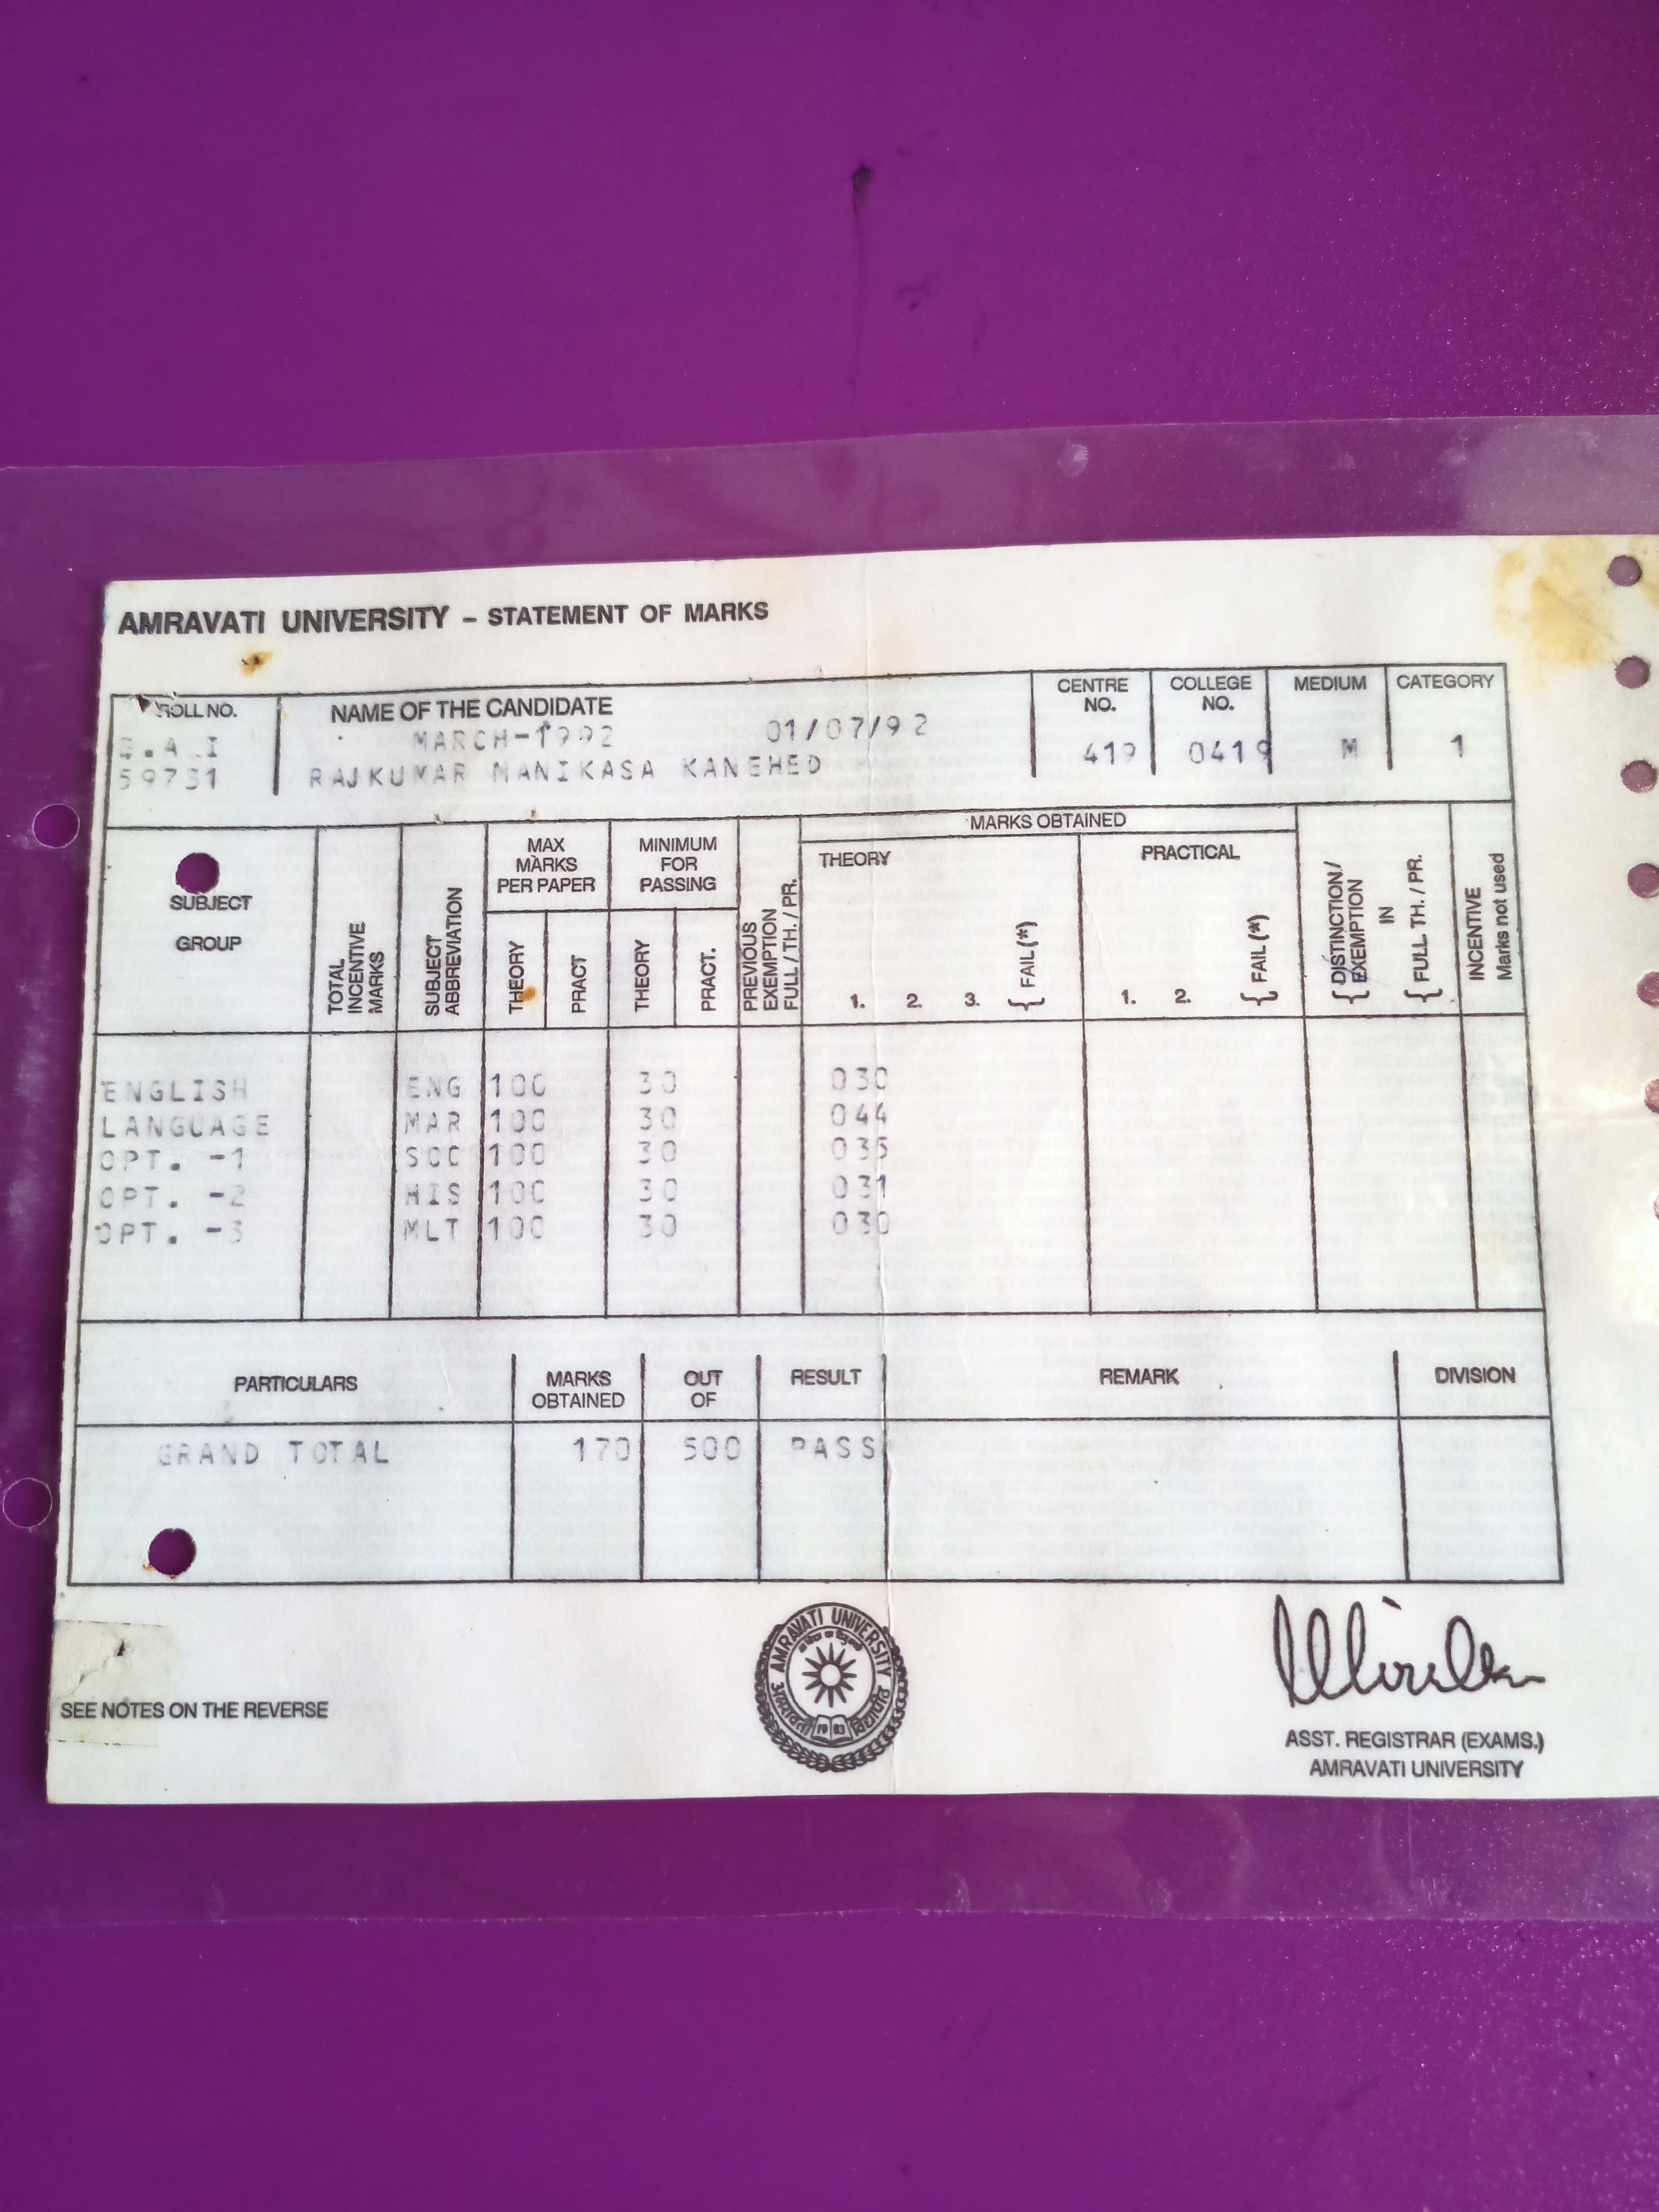 AMRAVATI UNIVERSITY – STATEMENT OF MARKS
ROLL NO. NAME OF THE CANDIDATE CENTRE NO. COLLEGE NO. MEDIUM CATEGORY
MARCH-1992 01/07/92
59731 RAJKUMAR MANIKASA KANEHED 419 0419 M 1
SUBJECT GROUP
TOTAL INCENTIVE MARKS
SUBJECT ABBREVIATION
MAX MARKS PER PAPER
THEORY PRACT
MINIMUM FOR PASSING
THEORY PRACT.
PREVIOUS EXEMPTION FULL / TH. / PR.
MARKS OBTAINED
THEORY
1. 2. 3. { FAIL (*)
PRACTICAL
1. 2. { FAIL (*)
{ DISTINCTION/ EXEMPTION IN { FULL TH. / PR.
INCENTIVE Marks not used
ENGLISH ENG 100 30 030
LANGUAGE MAR 100 30 044
OPT. -1 SOC 100 30 035
OPT. -2 HIS 100 30 031
OPT. -3 MLT 100 30 030
PARTICULARS MARKS OBTAINED OUT OF RESULT REMARK DIVISION
GRAND TOTAL 170 500 PASS
AMRAVATI UNIVERSITY
अमरावती विद्यापीठ
1983
SEE NOTES ON THE REVERSE
ASST. REGISTRAR (EXAMS.)
AMRAVATI UNIVERSITY